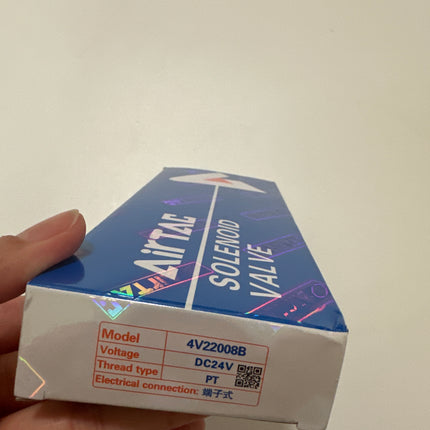 AirTAC
SOLENOID
VALVE
Model 4V22008B
Voltage DC24V
Thread type PT
Electrical connection: 端子式